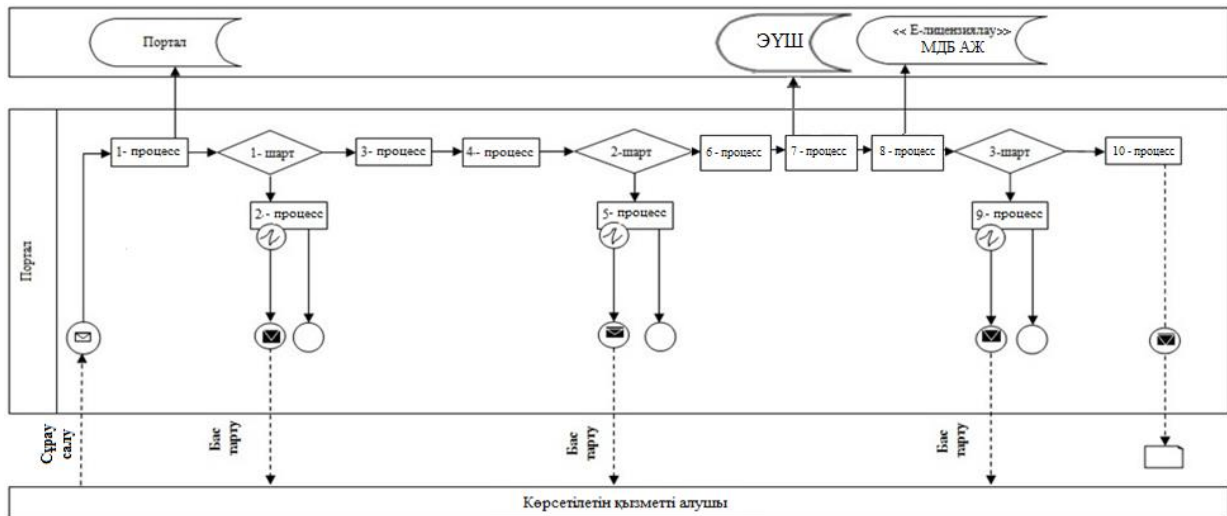 Портал
ЭҮШ
<< Е-лицензиялау>>
МДБ АЖ
Портал
1- процесс
1- шарт
3- процесс
4- процесс
2-шарт
6 - процесс
7 - процесс
8 - процесс
3-шарт
10 - процесс
2 - процесс
5- процесс
9- процесс
Сұрау
салу
Бас
тарту
Бас
тарту
Бас
тарту
Көрсетілетін қызметті алушы